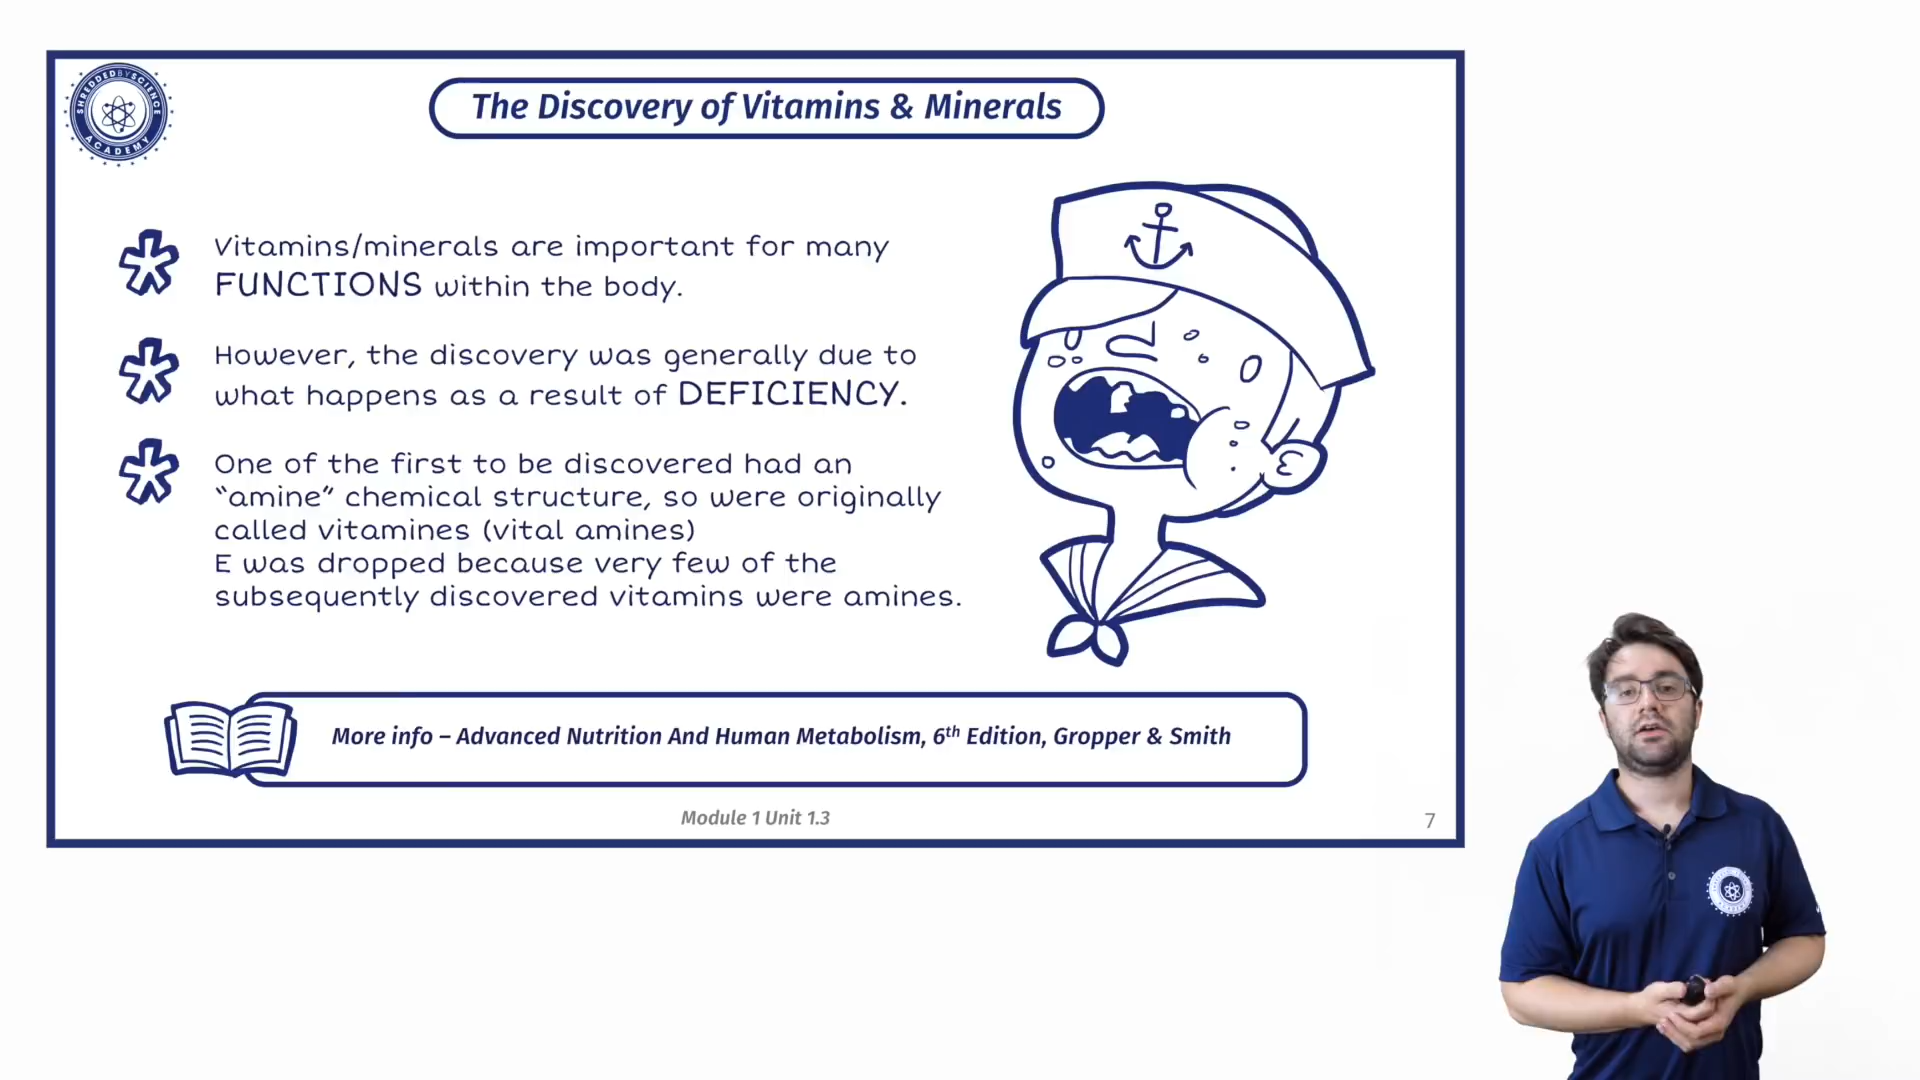 SHREDDEDBYSCIENCE
ACADEMY
The Discovery of Vitamins & Minerals
Vitamins/minerals are important for many
FUNCTIONS within the body.
However, the discovery was generally due to
what happens as a result of DEFICIENCY.
One of the first to be discovered had an
“amine” chemical structure, so were originally
called vitamines (vital amines)
E was dropped because very few of the
subsequently discovered vitamins were amines.
More info – Advanced Nutrition And Human Metabolism, 6th Edition, Gropper & Smith
Module 1 Unit 1.3
7